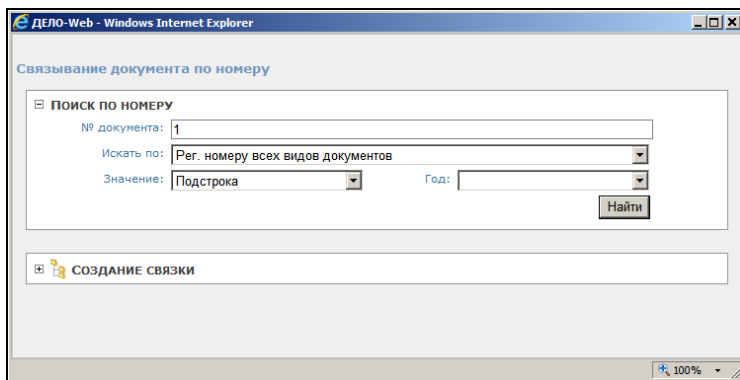 ДЕЛО-Web - Windows Internet Explorer
Связывание документа по номеру
Поиск по номеру
№ документа: 1
Искать по: Рег. номеру всех видов документов
Значение: Подстрока Год:
Найти
Создание связки
100%